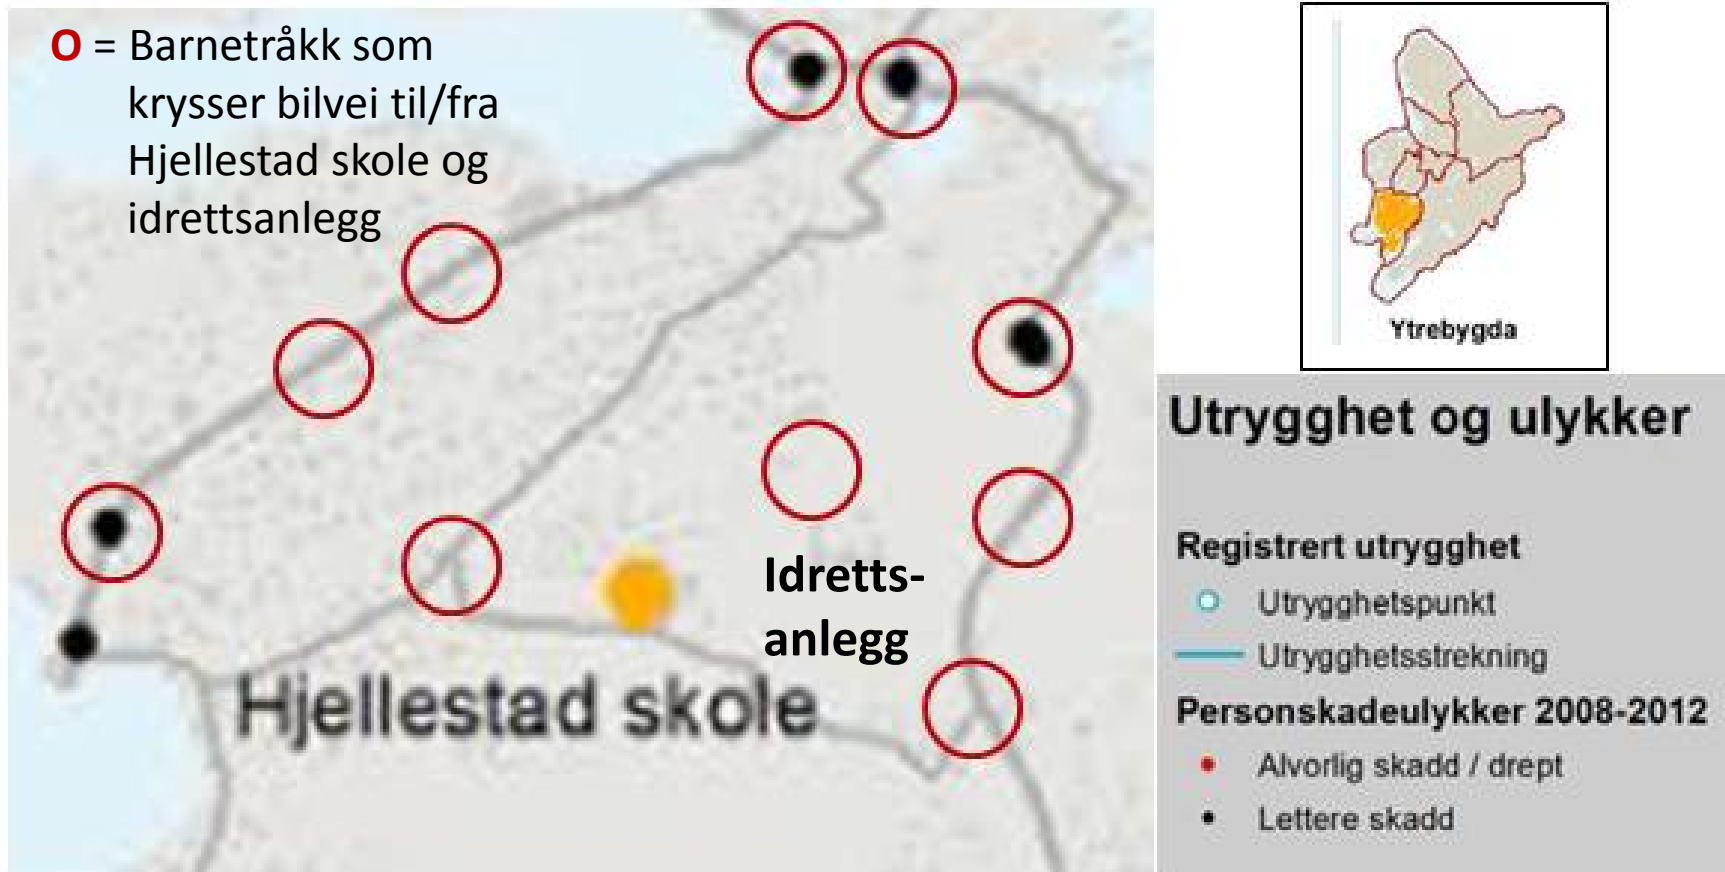 O = Barnetråkk som
krysser bilvei til/fra
Hjellestad skole og
idrettsanlegg
Idretts-
anlegg
Hjellestad skole
Ytrebygda
Utrygghet og ulykker
Registrert utrygghet
Utrygghetspunkt
Utrygghetsstrekning
Personskadeulykker 2008-2012
Alvorlig skadd / drept
Lettere skadd